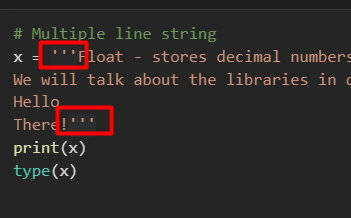 # Multiple line string
x = '''Float - stores decimal numbers
We will talk about the libraries in
Hello
There!'''
print(x)
type(x)